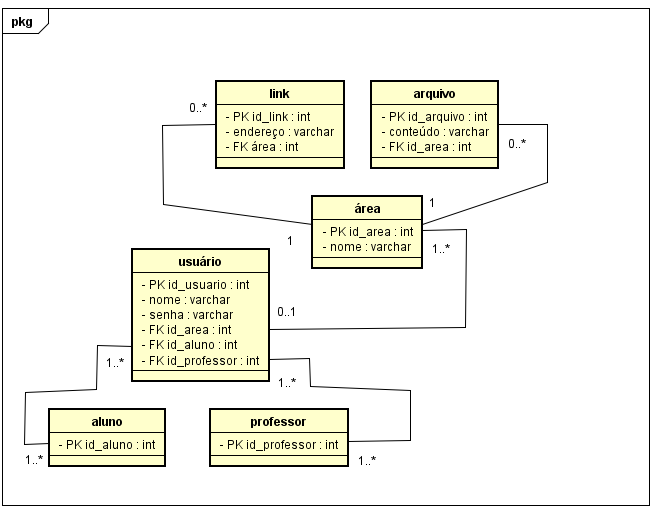 pkg
link
- PK id_link : int
- endereço : varchar
- FK área : int
0..*
arquivo
- PK id_arquivo : int
- conteúdo : varchar
- FK id_area : int
0..*
área
- PK id_area : int
- nome : varchar
1
1
1..*
usuário
- PK id_usuario : int
- nome : varchar
- senha : varchar
- FK id_area : int
- FK id_aluno : int
- FK id_professor : int
0..1
1..*
1..*
aluno
- PK id_aluno : int
1..*
professor
- PK id_professor : int
1..*